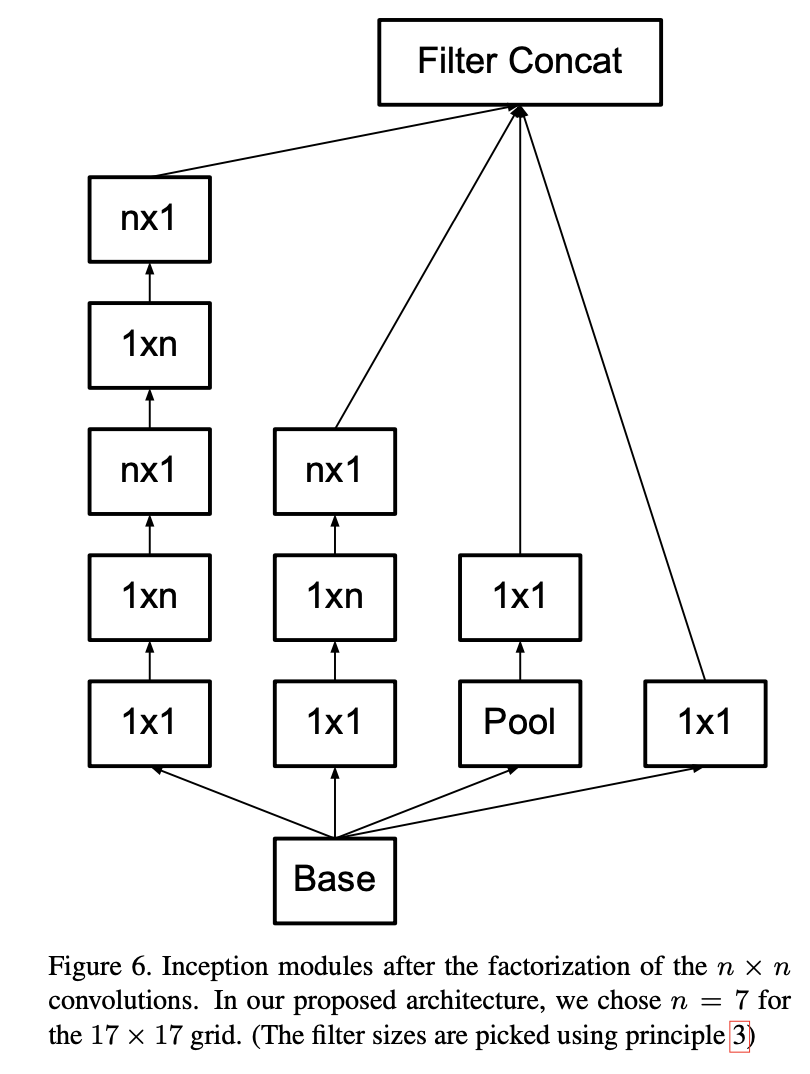 Filter Concat
nx1
1xn
nx1
nx1
1xn
1xn
1x1
1x1
1x1
Pool
1x1
Base
Figure 6. Inception modules after the factorization of the n × n
convolutions. In our proposed architecture, we chose n = 7 for
the 17 × 17 grid. (The filter sizes are picked using principle 3)